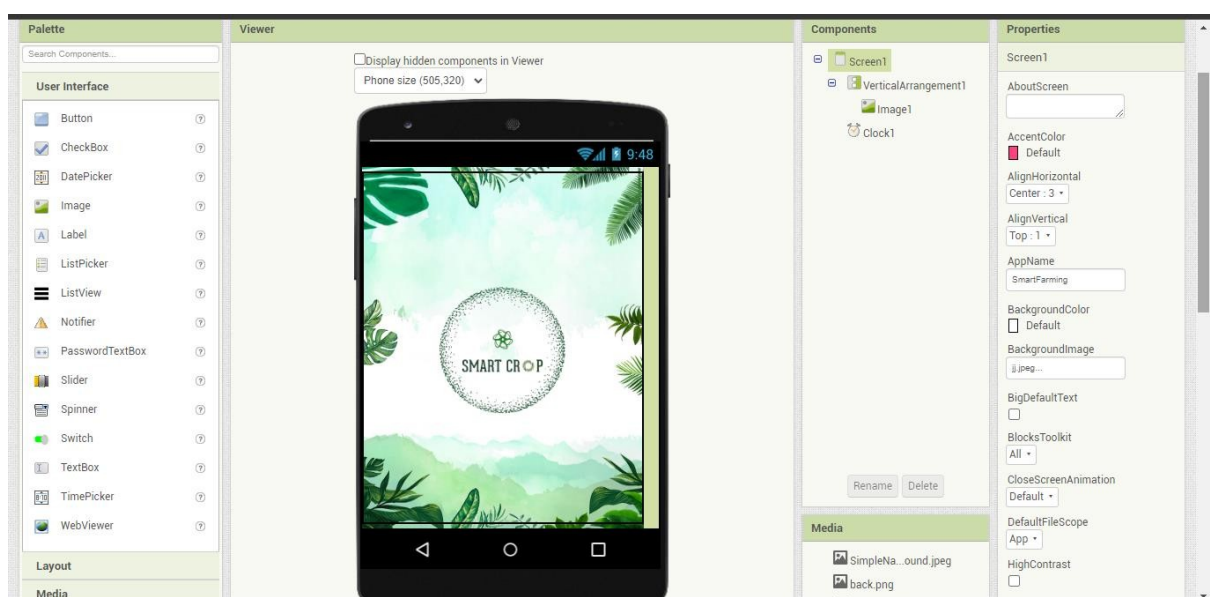 Palette
Search Components...
User Interface
Button
CheckBox
DatePicker
Image
Label
ListPicker
ListView
Notifier
PasswordTextBox
Slider
Spinner
Switch
TextBox
TimePicker
WebViewer
Layout
Media
Viewer
Display hidden components in Viewer
Phone size (505,320)
9:48
SMART CROP
Components
Screen1
VerticalArrangement1
Image1
Clock1
Rename Delete
Media
SimpleNa...ound.jpeg
back.png
Properties
Screen1
AboutScreen
AccentColor
Default
AlignHorizontal
Center : 3
AlignVertical
Top : 1
AppName
SmartFarming
BackgroundColor
Default
BackgroundImage
jj.jpeg...
BigDefaultText
BlocksToolkit
All
CloseScreenAnimation
Default
DefaultFileScope
App
HighContrast